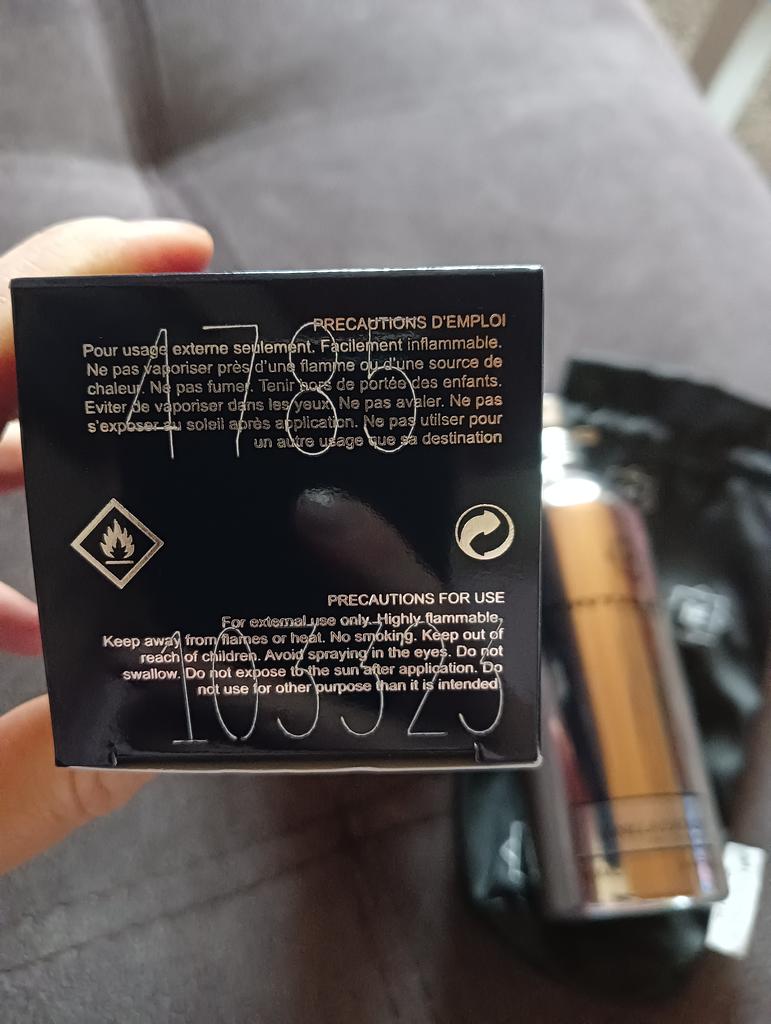 4785
PRECAUTIONS D'EMPLOI
Pour usage externe seulement. Facilement inflammable.
Ne pas vaporiser près d'une flamme ou d'une source de
chaleur. Ne pas fumer. Tenir hors de portée des enfants.
Eviter de vaporiser dans les yeux. Ne pas avaler. Ne pas
s'exposer au soleil après application. Ne pas utiliser pour
un autre usage que sa destination
PRECAUTIONS FOR USE
For external use only. Highly flammable.
Keep away from flames or heat. No smoking. Keep out of
reach of children. Avoid spraying in the eyes. Do not
swallow. Do not expose to the sun after application. Do
not use for other purpose than it is intended
103323